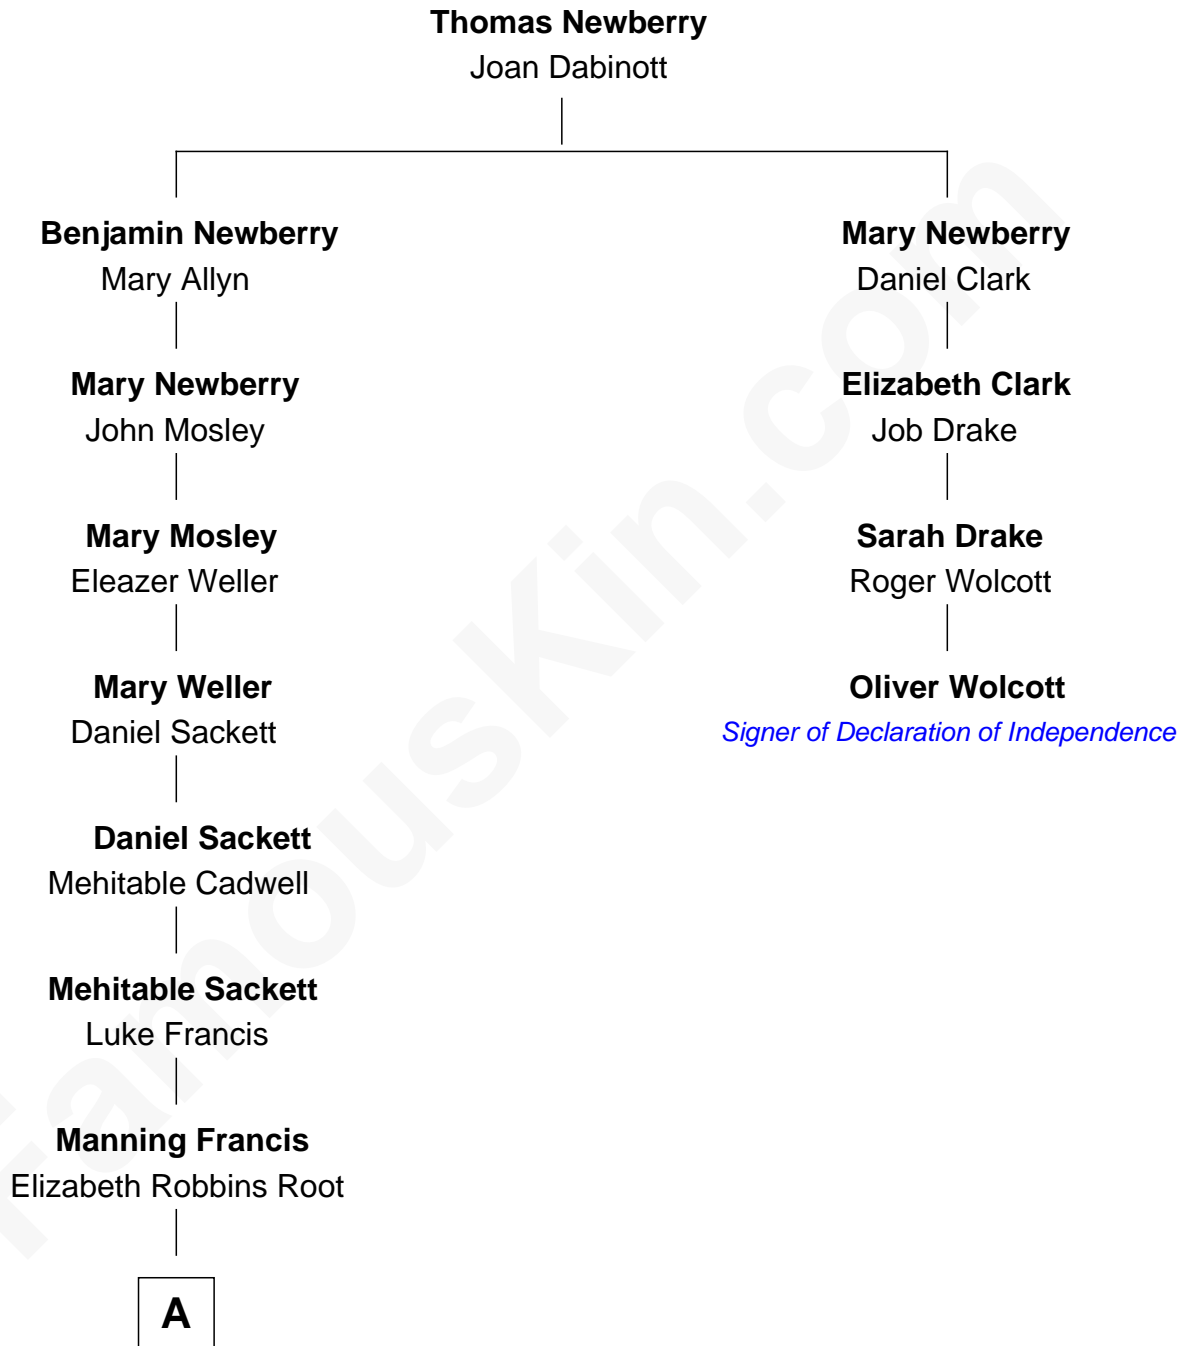 Thomas Newberry
Joan Dabinott
Benjamin Newberry
Mary Allyn
Mary Newberry
Daniel Clark
Mary Newberry
John Mosley
Elizabeth Clark
Job Drake
Mary Mosley
Eleazer Weller
Sarah Drake
Roger Wolcott
Mary Weller
Daniel Sackett
Oliver Wolcott
Signer of Declaration of Independence
Daniel Sackett
Mehitable Cadwell
Mehitable Sackett
Luke Francis
Manning Francis
Elizabeth Robbins Root
A
FamousKin.com